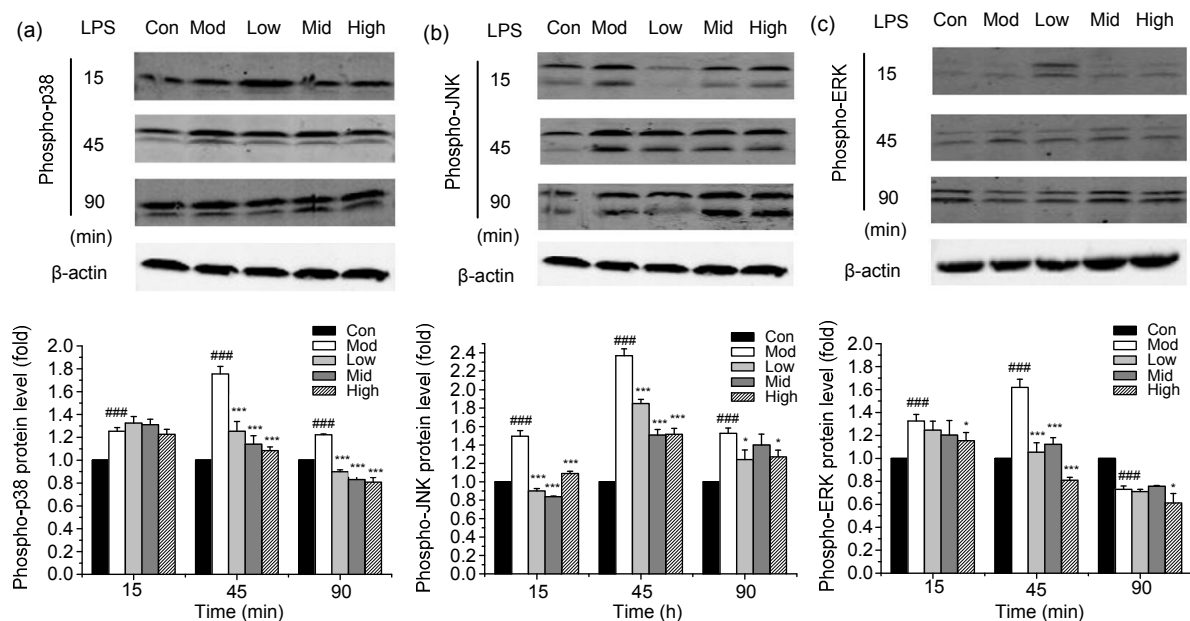 (a) LPS Con Mod Low Mid High
Phospho-p38
15
45
90
(min)
β-actin
Phospho-p38 protein level (fold)
2.0
1.8
1.6
1.4
1.2
1.0
0.8
0.6
0.4
0.2
0.0
Con
Mod
Low
Mid
High
###
###
*** *** ***
###
*** *** ***
15 45 90
Time (min)
(b) LPS Con Mod Low Mid High
Phospho-JNK
15
45
90
(min)
β-actin
Phospho-JNK protein level (fold)
2.4
2.0
1.8
1.6
1.4
1.2
1.0
0.8
0.6
0.4
0.2
0.0
Con
Mod
Low
Mid
High
###
*** *** ***
###
*** *** ***
###
* *
15 45 90
Time (h)
(c) LPS Con Mod Low Mid High
Phospho-ERK
15
45
90
(min)
β-actin
Phospho-ERK protein level (fold)
2.0
1.8
1.6
1.4
1.2
1.0
0.8
0.6
0.4
0.2
0.0
Con
Mod
Low
Mid
High
###
*
###
*** *** ***
###
*
15 45 90
Time (min)